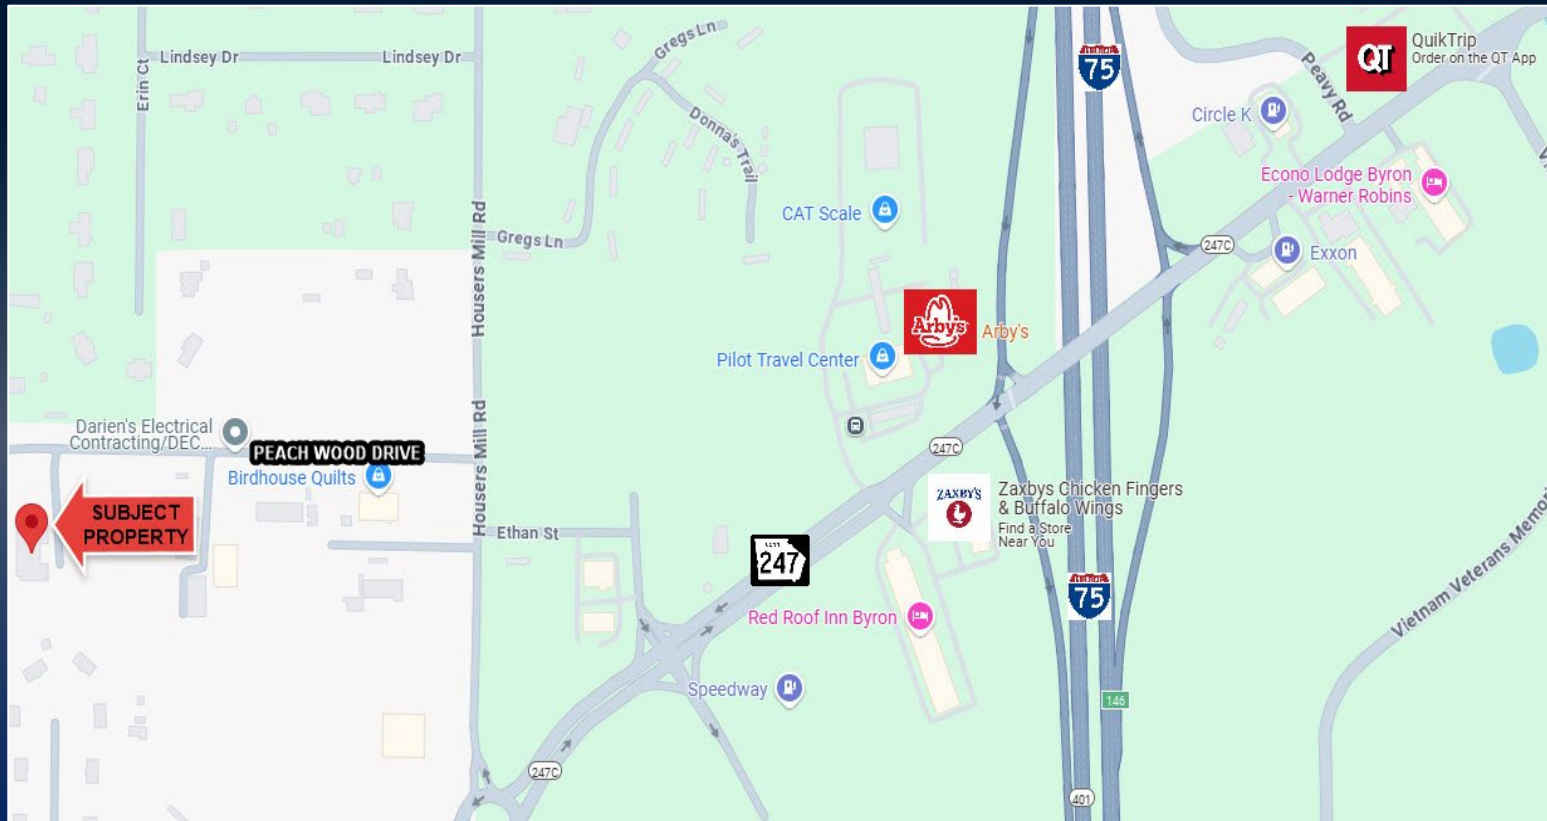 Lindsey Dr
Lindsey Dr
Erin Ct
Gregs Ln
Donna's Trail
75
QT
QuikTrip
Order on the QT App
Peavy Rd
Circle K
Econo Lodge Byron
- Warner Robins
CAT Scale
Housers Mill Rd
Gregs Ln
247C
Exxon
Arby's
Arby's
Pilot Travel Center
Housers Mill Rd
Darien's Electrical
Contracting/DEC...
PEACH WOOD DRIVE
Birdhouse Quilts
247C
ZAXBY'S
Zaxbys Chicken Fingers
& Buffalo Wings
Find a Store
Near You
SUBJECT
PROPERTY
Ethan St
247
75
Red Roof Inn Byron
Vietnam Veterans Memori
Speedway
146
247C
401